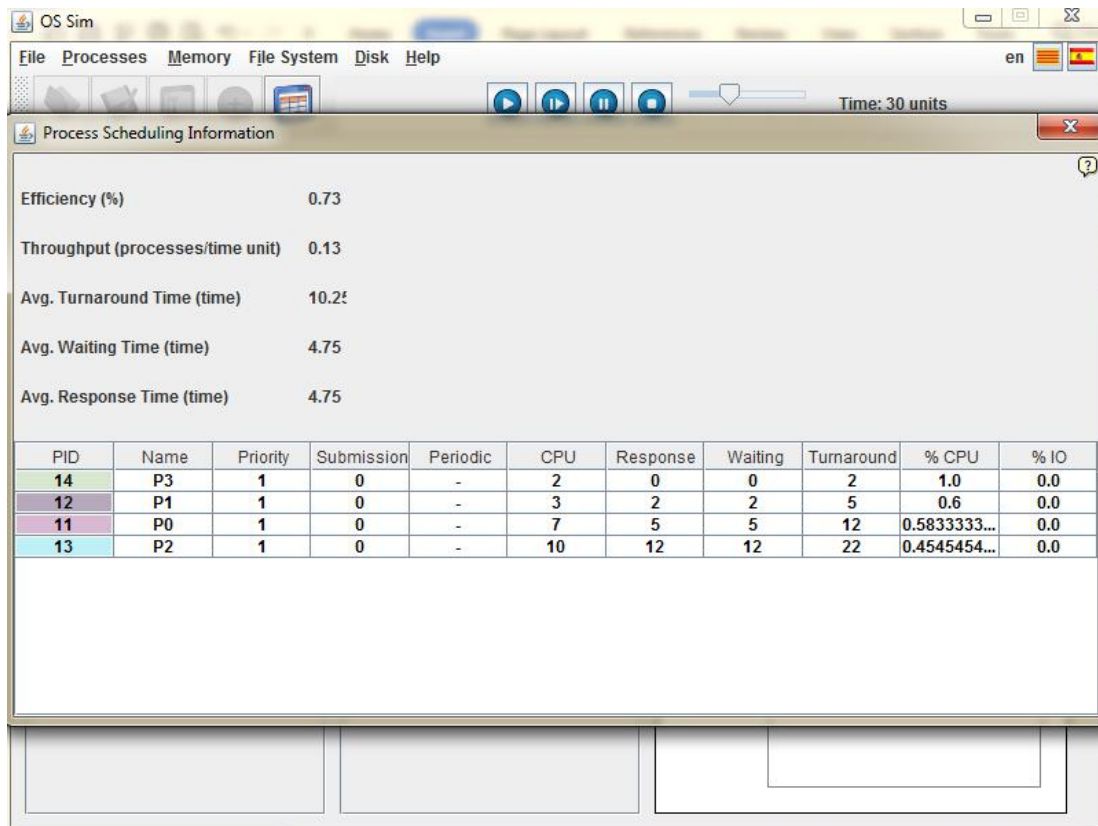 OS Sim
File Processes Memory File System Disk Help en
Time: 30 units
Process Scheduling Information
Efficiency (%) 0.73
Throughput (processes/time unit) 0.13
Avg. Turnaround Time (time) 10.25
Avg. Waiting Time (time) 4.75
Avg. Response Time (time) 4.75
PID Name Priority Submission Periodic CPU Response Waiting Turnaround % CPU % IO
14 P3 1 0 - 2 0 0 2 1.0 0.0
12 P1 1 0 - 3 2 2 5 0.6 0.0
11 P0 1 0 - 7 5 5 12 0.5833333... 0.0
13 P2 1 0 - 10 12 12 22 0.4545454... 0.0